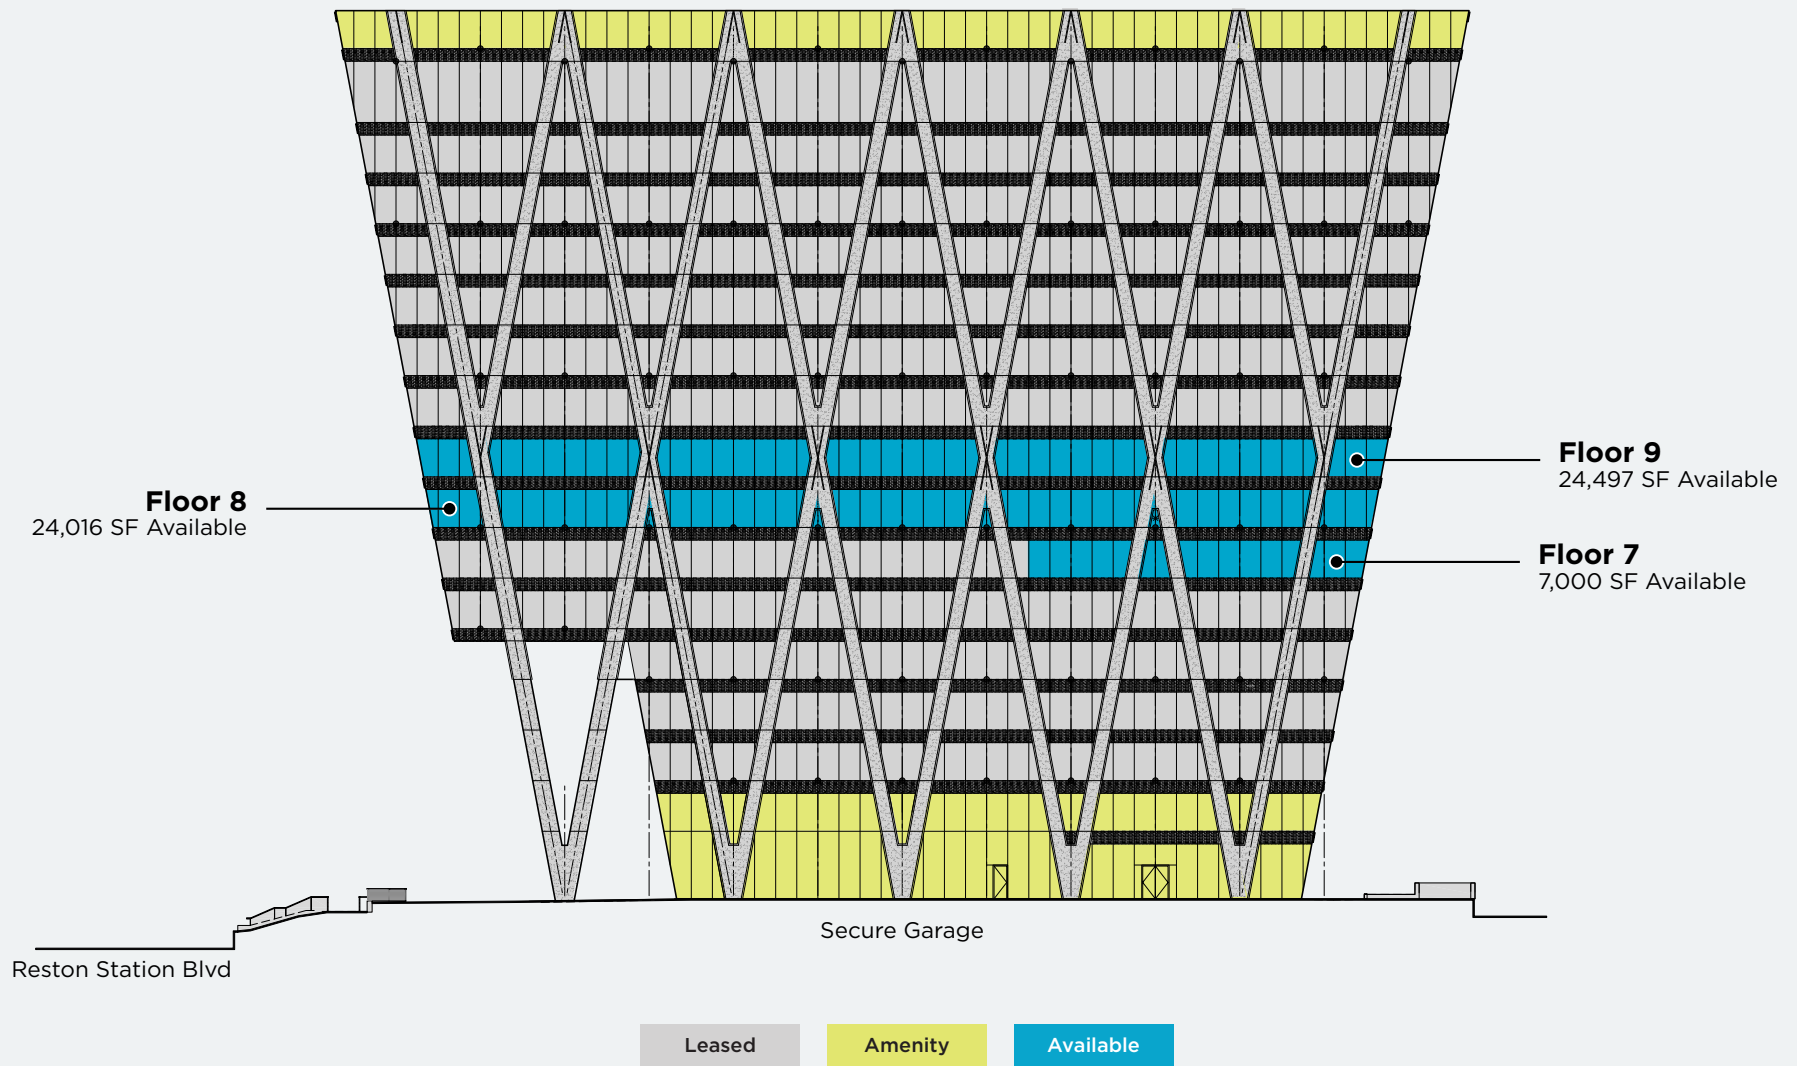 Floor 9
24,497 SF Available
Floor 8
24,016 SF Available
Floor 7
7,000 SF Available
Secure Garage
Reston Station Blvd
Leased
Amenity
Available